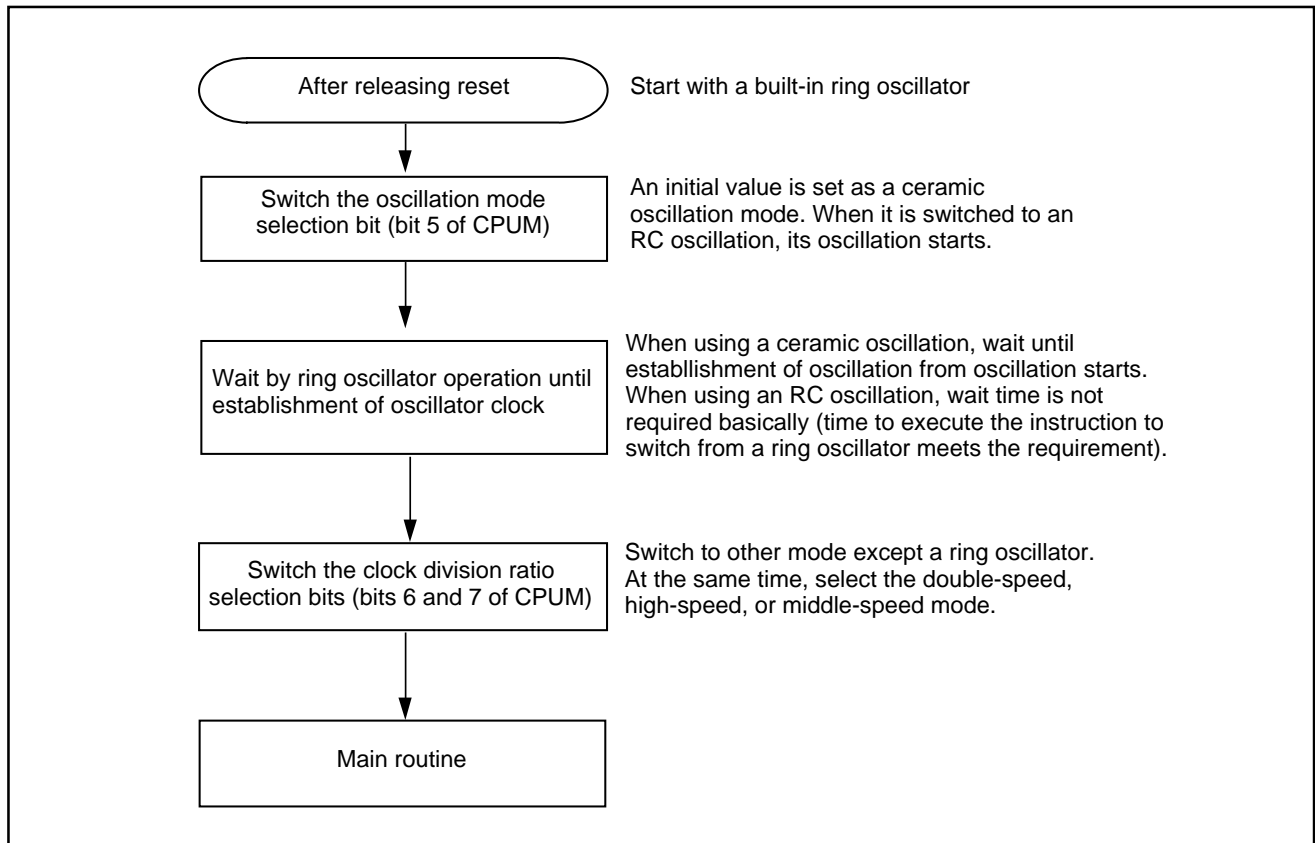 After releasing reset
Start with a built-in ring oscillator
Switch the oscillation mode
selection bit (bit 5 of CPUM)
An initial value is set as a ceramic
oscillation mode. When it is switched to an
RC oscillation, its oscillation starts.
Wait by ring oscillator operation until
establishment of oscillator clock
When using a ceramic oscillation, wait until
establlishment of oscillation from oscillation starts.
When using an RC oscillation, wait time is not
required basically (time to execute the instruction to
switch from a ring oscillator meets the requirement).
Switch the clock division ratio
selection bits (bits 6 and 7 of CPUM)
Switch to other mode except a ring oscillator.
At the same time, select the double-speed,
high-speed, or middle-speed mode.
Main routine